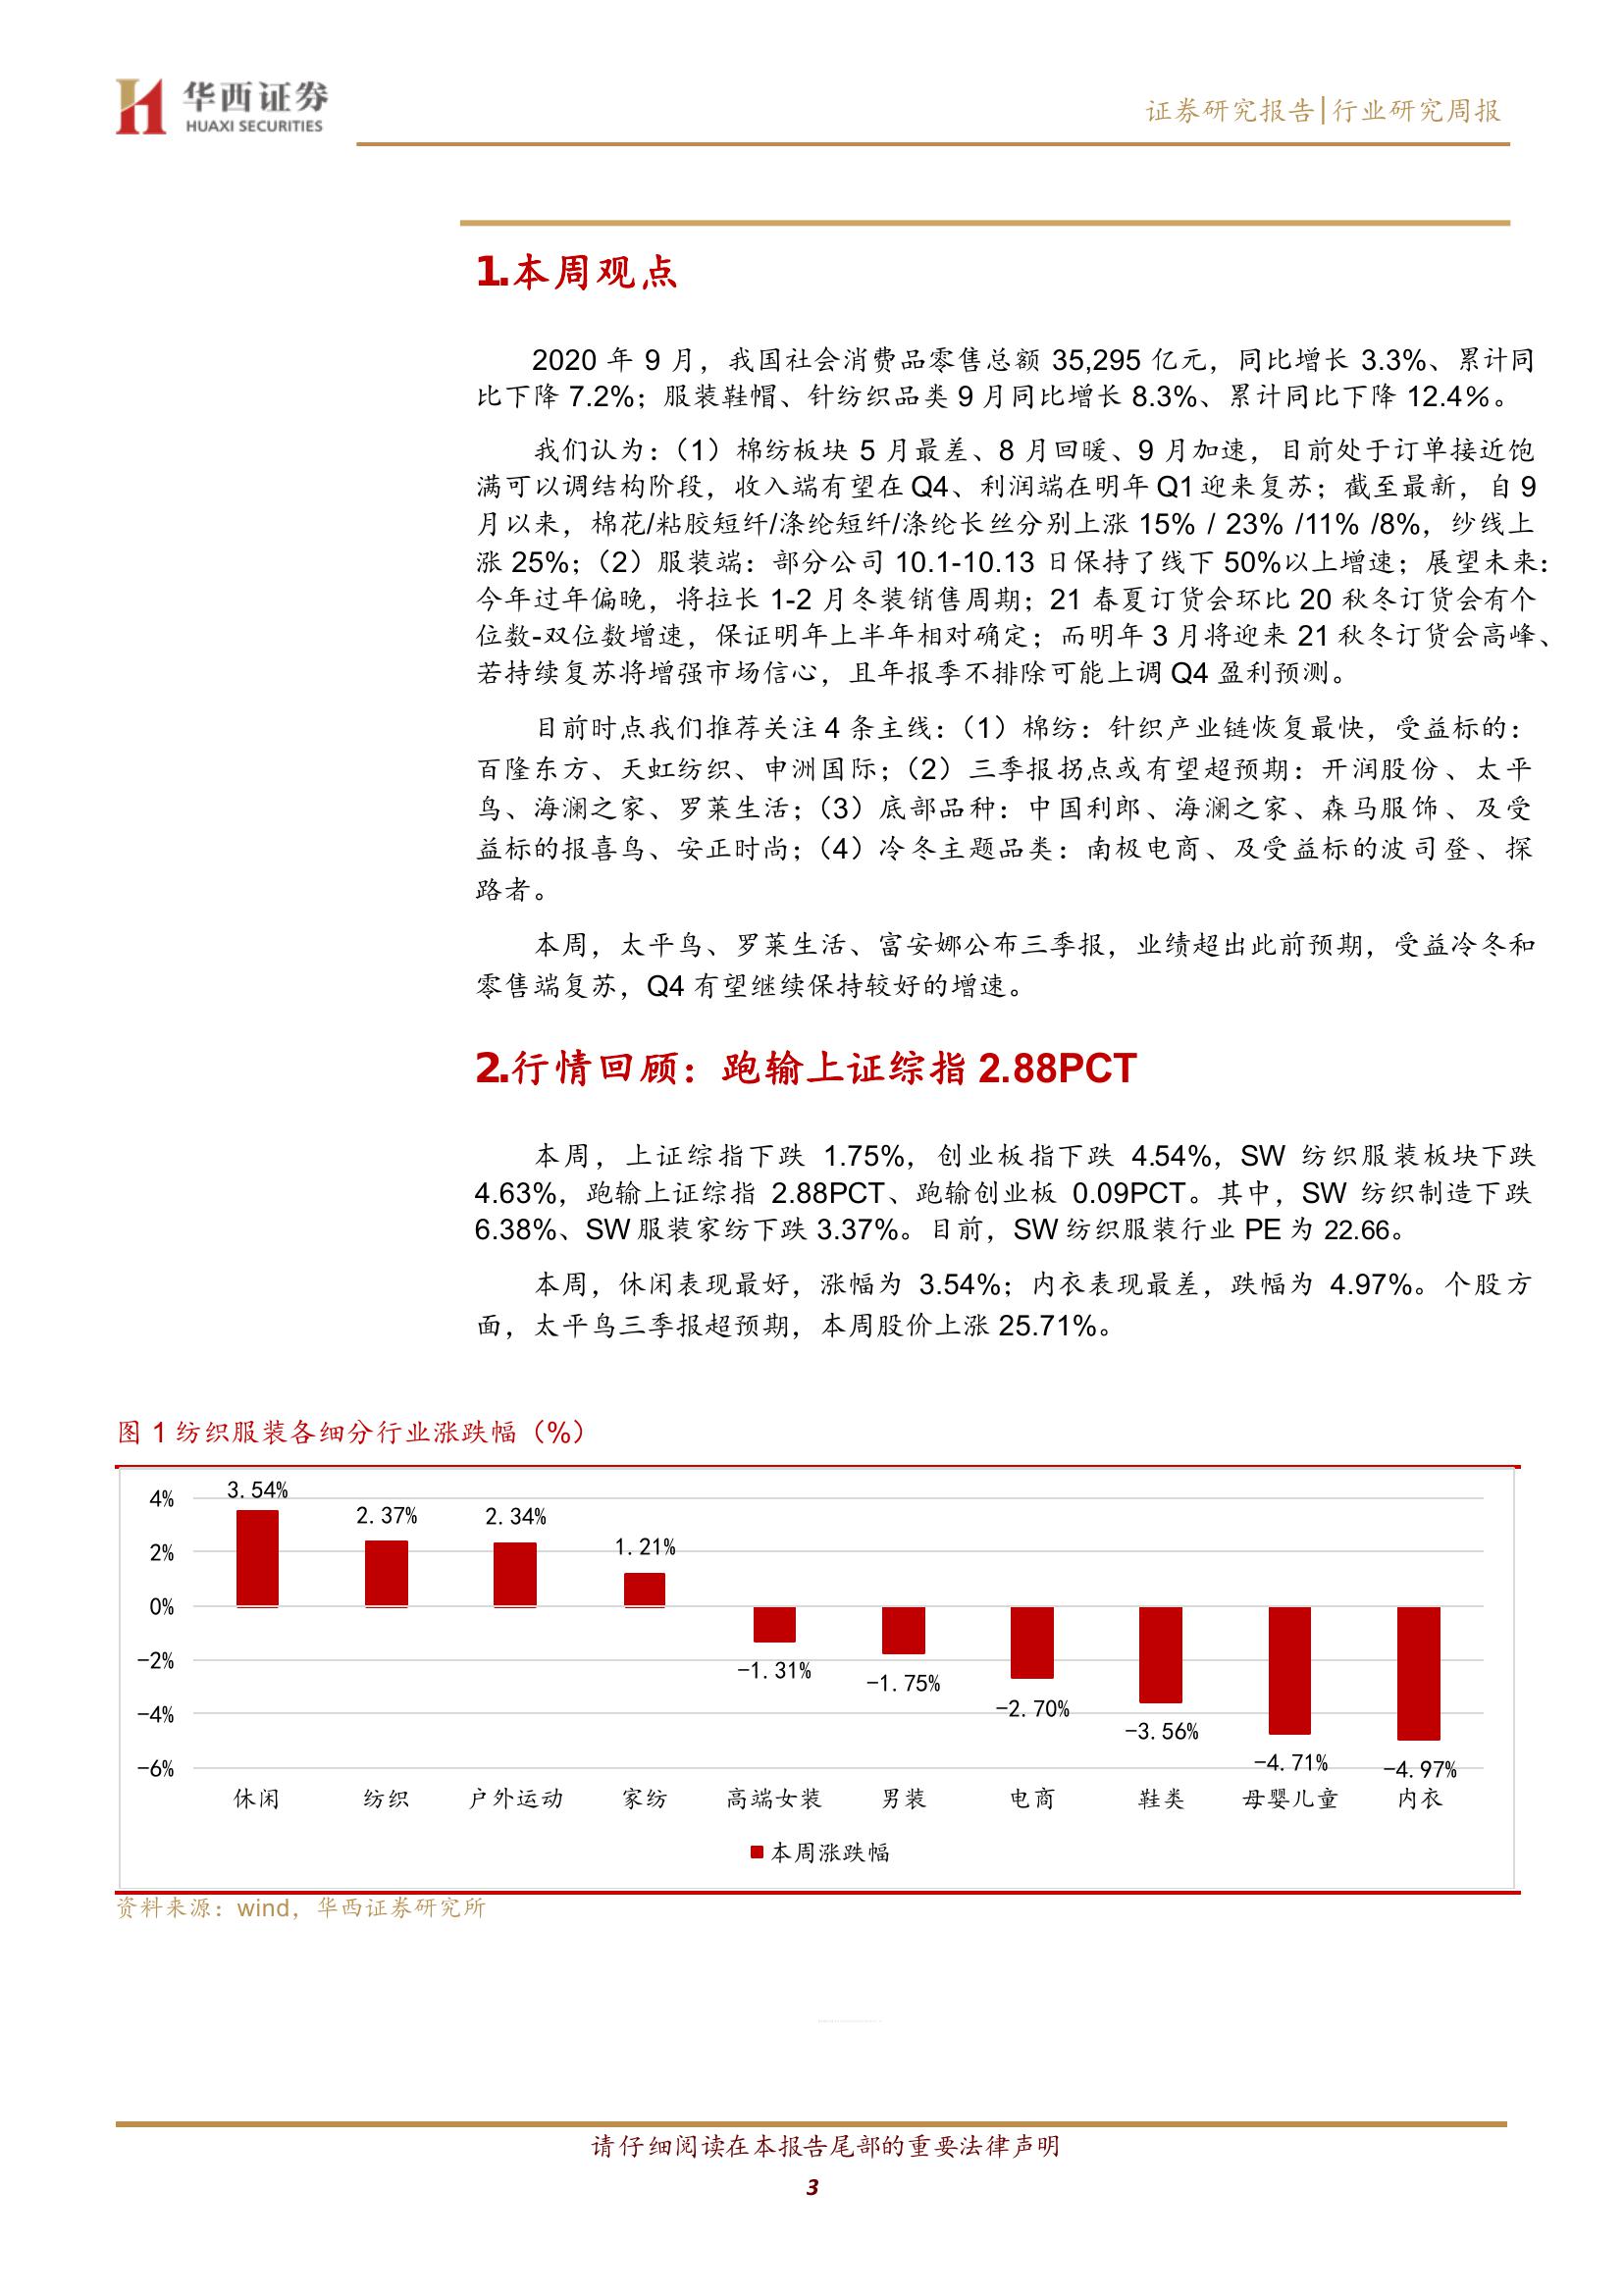 华西证券
HUAXI SECURITIES
证券研究报告|行业研究周报
1.本周观点
2020 年 9 月，我国社会消费品零售总额 35,295 亿元，同比增长 3.3%、累计同
比下降 7.2%；服装鞋帽、针纺织品类 9 月同比增长 8.3%、累计同比下降 12.4%。
我们认为：（1）棉纺板块 5 月最差、8 月回暖、9 月加速，目前处于订单接近饱
满可以调结构阶段，收入端有望在 Q4、利润端在明年 Q1 迎来复苏；截至最新，自 9
月以来，棉花/粘胶短纤/涤纶短纤/涤纶长丝分别上涨 15% / 23% /11% /8%，纱线上
涨 25%；（2）服装端：部分公司 10.1-10.13 日保持了线下 50%以上增速；展望未来：
今年过年偏晚，将拉长 1-2 月冬装销售周期；21 春夏订货会环比 20 秋冬订货会有个
位数-双位数增速，保证明年上半年相对确定；而明年 3 月将迎来 21 秋冬订货会高峰、
若持续复苏将增强市场信心，且年报季不排除可能上调 Q4 盈利预测。
目前时点我们推荐关注 4 条主线：（1）棉纺：针织产业链恢复最快，受益标的：
百隆东方、天虹纺织、申洲国际；（2）三季报拐点或有望超预期：开润股份、太平
鸟、海澜之家、罗莱生活；（3）底部品种：中国利郎、海澜之家、森马服饰、及受
益标的报喜鸟、安正时尚；（4）冷冬主题品类：南极电商、及受益标的波司登、探
路者。
本周，太平鸟、罗莱生活、富安娜公布三季报，业绩超出此前预期，受益冷冬和
零售端复苏，Q4 有望继续保持较好的增速。
2.行情回顾：跑输上证综指 2.88PCT
本周，上证综指下跌 1.75%，创业板指下跌 4.54%，SW 纺织服装板块下跌
4.63%，跑输上证综指 2.88PCT、跑输创业板 0.09PCT。其中，SW 纺织制造下跌
6.38%、SW 服装家纺下跌 3.37%。目前，SW 纺织服装行业 PE 为 22.66。
本周，休闲表现最好，涨幅为 3.54%；内衣表现最差，跌幅为 4.97%。个股方
面，太平鸟三季报超预期，本周股价上涨 25.71%。
图 1 纺织服装各细分行业涨跌幅（%）
4% 3.54% 2.37% 2.34% 1.21%
2%
0%
-2% -1.31% -1.75%
-4% -2.70% -3.56%
-6% -4.71% -4.97%
休闲 纺织 户外运动 家纺 高端女装 男装 电商 鞋类 母婴儿童 内衣
本周涨跌幅
资料来源：wind，华西证券研究所
请仔细阅读在本报告尾部的重要法律声明
3